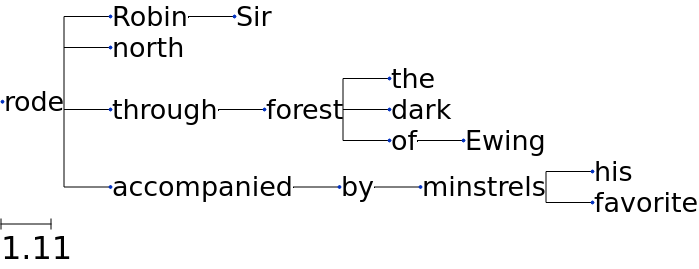 Robin Sir
north
the
rode through forest dark
of Ewing
his
accompanied by minstrels
favorite
1.11